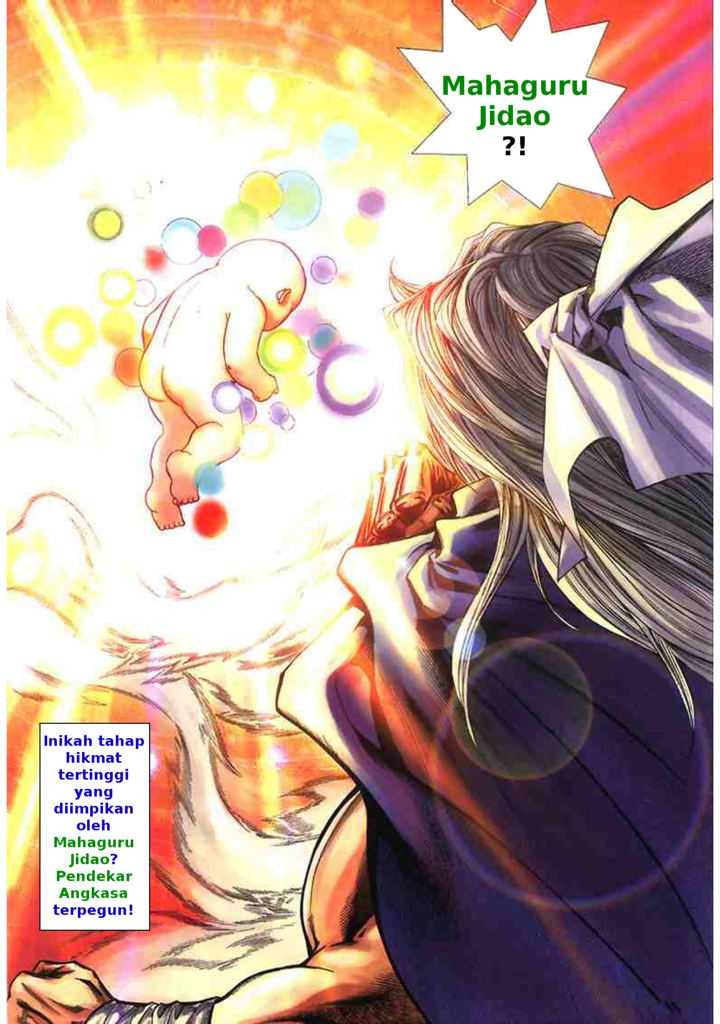 Mahaguru
Jidao
?!
Inikah tahap
hikmat
tertinggi
yang
diimpikan
oleh
Mahaguru
Jidao?
Pendekar
Angkasa
terpegun!